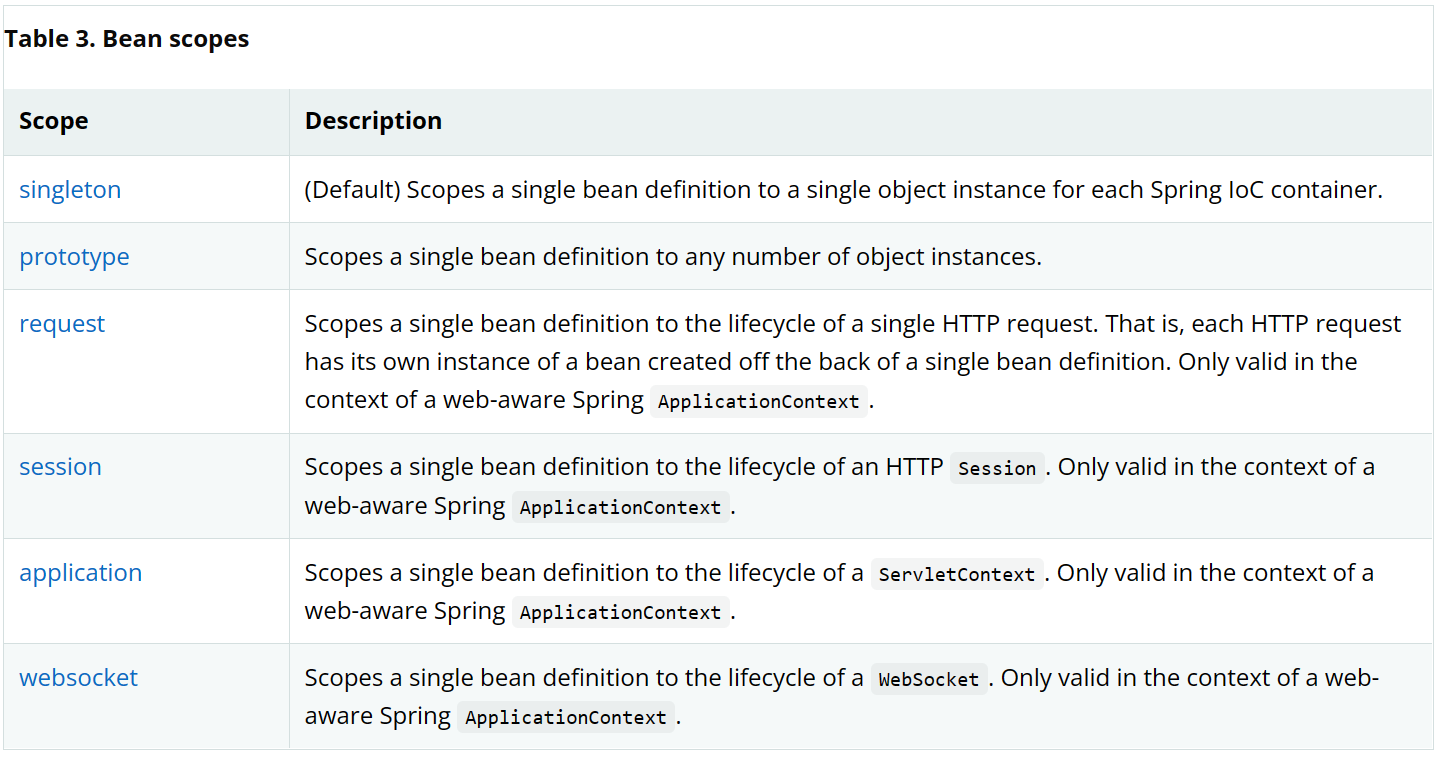 Table 3. Bean scopes
Scope Description
singleton (Default) Scopes a single bean definition to a single object instance for each Spring IoC container.
prototype Scopes a single bean definition to any number of object instances.
request Scopes a single bean definition to the lifecycle of a single HTTP request. That is, each HTTP request
has its own instance of a bean created off the back of a single bean definition. Only valid in the
context of a web-aware Spring ApplicationContext.
session Scopes a single bean definition to the lifecycle of an HTTP Session. Only valid in the context of a
web-aware Spring ApplicationContext.
application Scopes a single bean definition to the lifecycle of a ServletContext. Only valid in the context of a
web-aware Spring ApplicationContext.
websocket Scopes a single bean definition to the lifecycle of a WebSocket. Only valid in the context of a web-
aware Spring ApplicationContext.